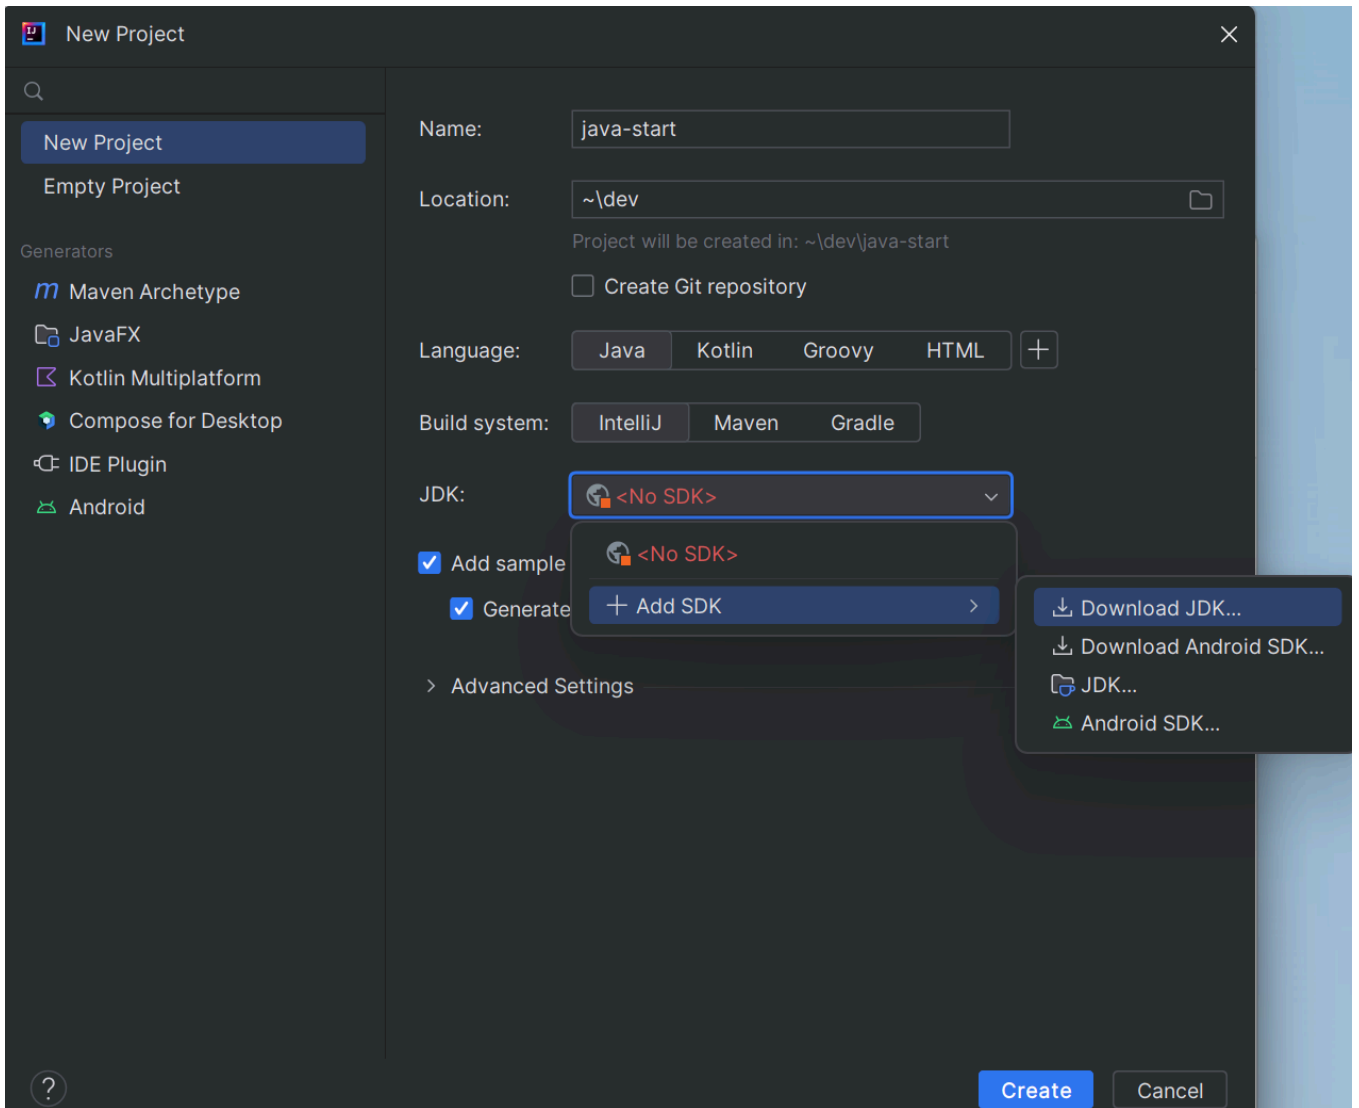 New Project
New Project
Empty Project
Generators
Maven Archetype
JavaFX
Kotlin Multiplatform
Compose for Desktop
IDE Plugin
Android
Name: java-start
Location: ~\dev
Project will be created in: ~\dev\java-start
Create Git repository
Language: Java Kotlin Groovy HTML
Build system: IntelliJ Maven Gradle
JDK: <No SDK>
<No SDK>
Add sample
Add SDK
Generate
Download JDK...
Download Android SDK...
JDK...
Android SDK...
Advanced Settings
? Create Cancel